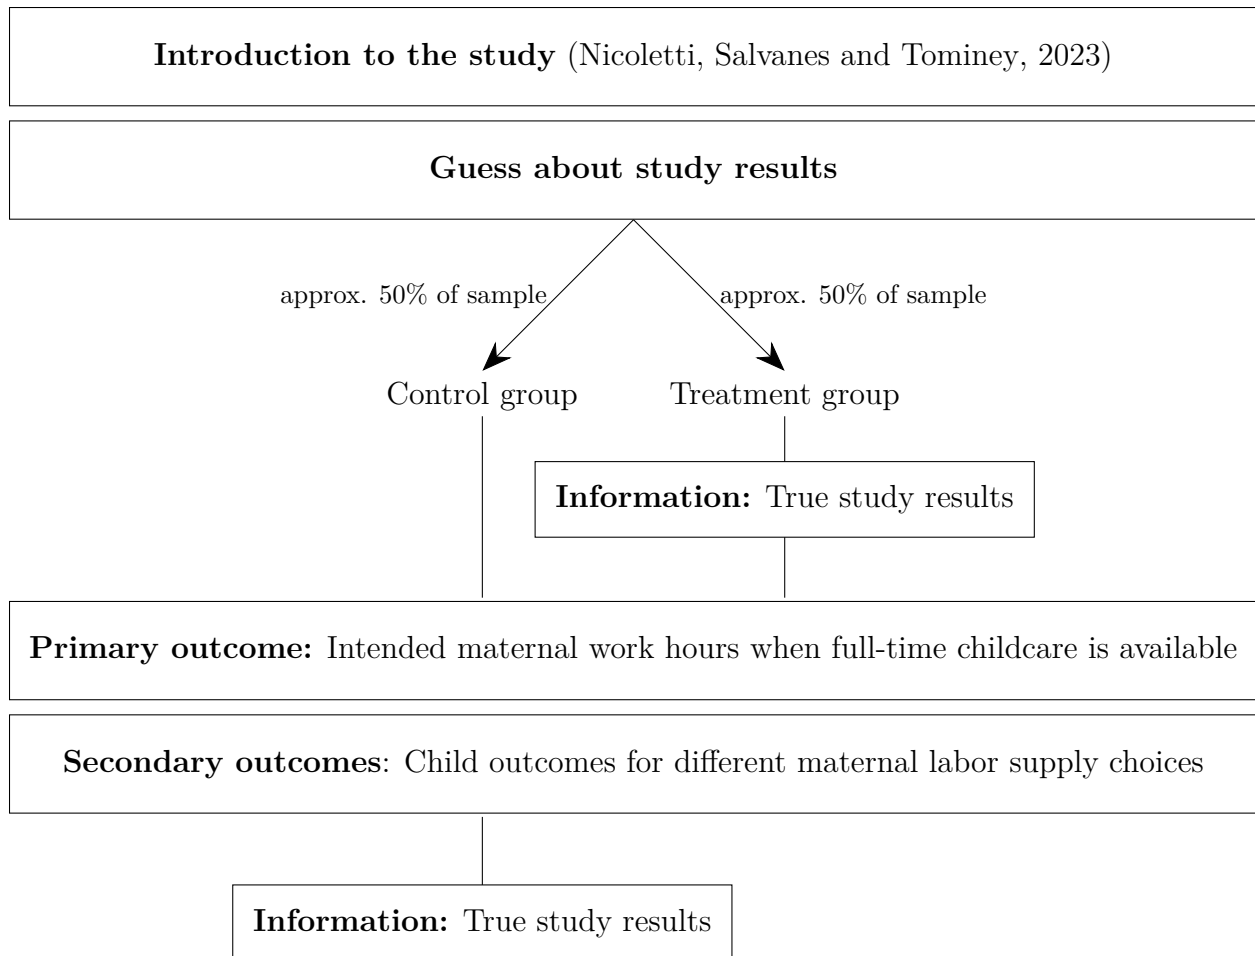 Introduction to the study (Nicoletti, Salvanes and Tominey, 2023)
Guess about study results
approx. 50% of sample
approx. 50% of sample
Control group
Treatment group
Information: True study results
Primary outcome: Intended maternal work hours when full-time childcare is available
Secondary outcomes: Child outcomes for different maternal labor supply choices
Information: True study results